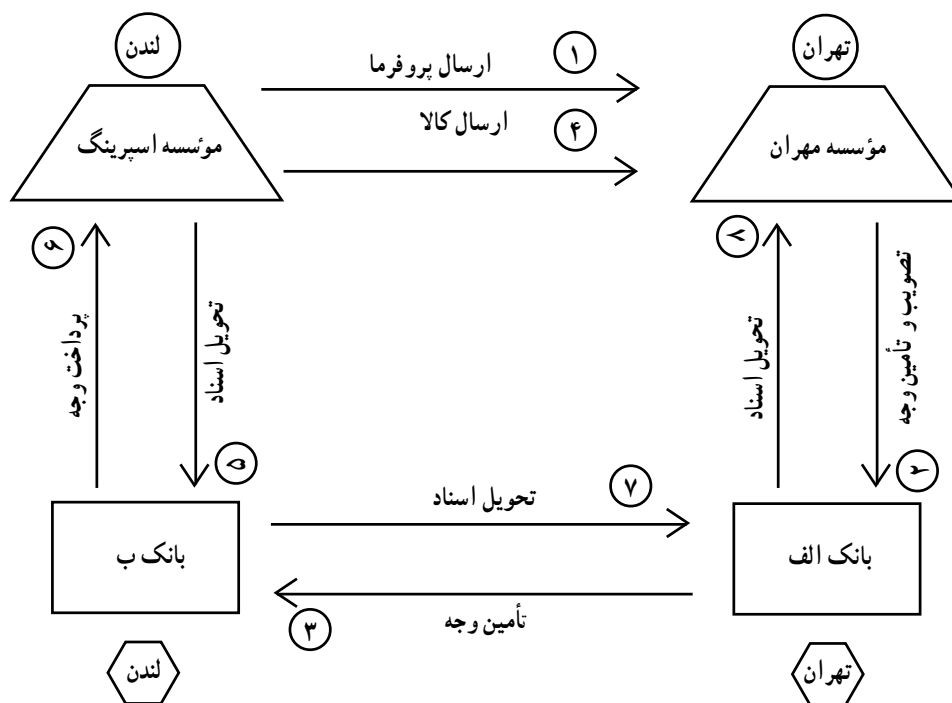 تهران
لندن
۱
ارسال پروفرما
۴
ارسال کالا
مؤسسه مهران
مؤسسه اسپرینگ
۸
۶
تصویب و تأمین وجه
تحویل اسناد
تحویل اسناد
پرداخت وجه
۲
۵
۷
تحویل اسناد
بانک الف
بانک ب
تأمین وجه
۳
تهران
لندن